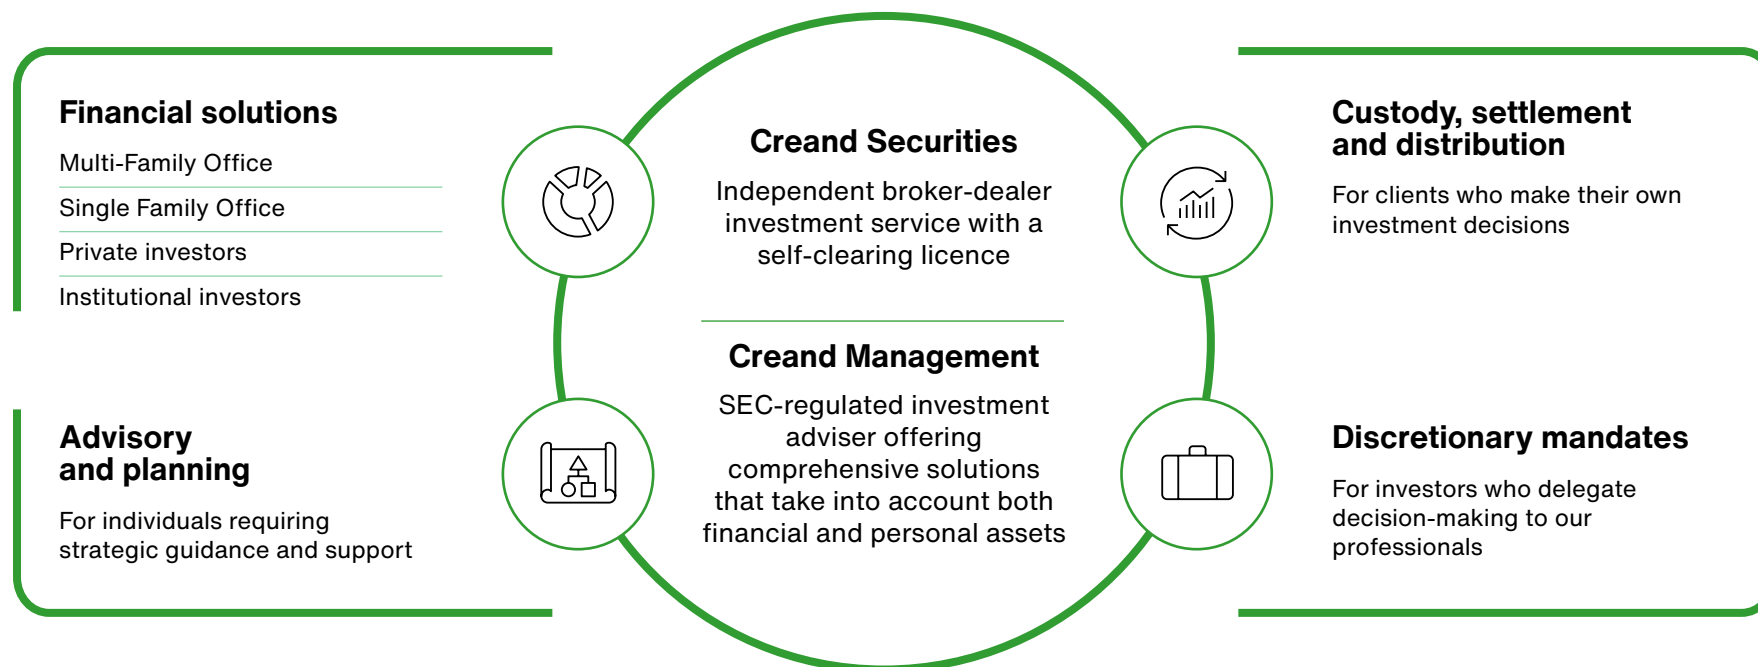 Financial solutions
Multi-Family Office
Single Family Office
Private investors
Institutional investors
Advisory
and planning
For individuals requiring
strategic guidance and support
Creand Securities
Independent broker-dealer
investment service with a
self-clearing licence
Creand Management
SEC-regulated investment
adviser offering
comprehensive solutions
that take into account both
financial and personal assets
Custody, settlement
and distribution
For clients who make their own
investment decisions
Discretionary mandates
For investors who delegate
decision-making to our
professionals